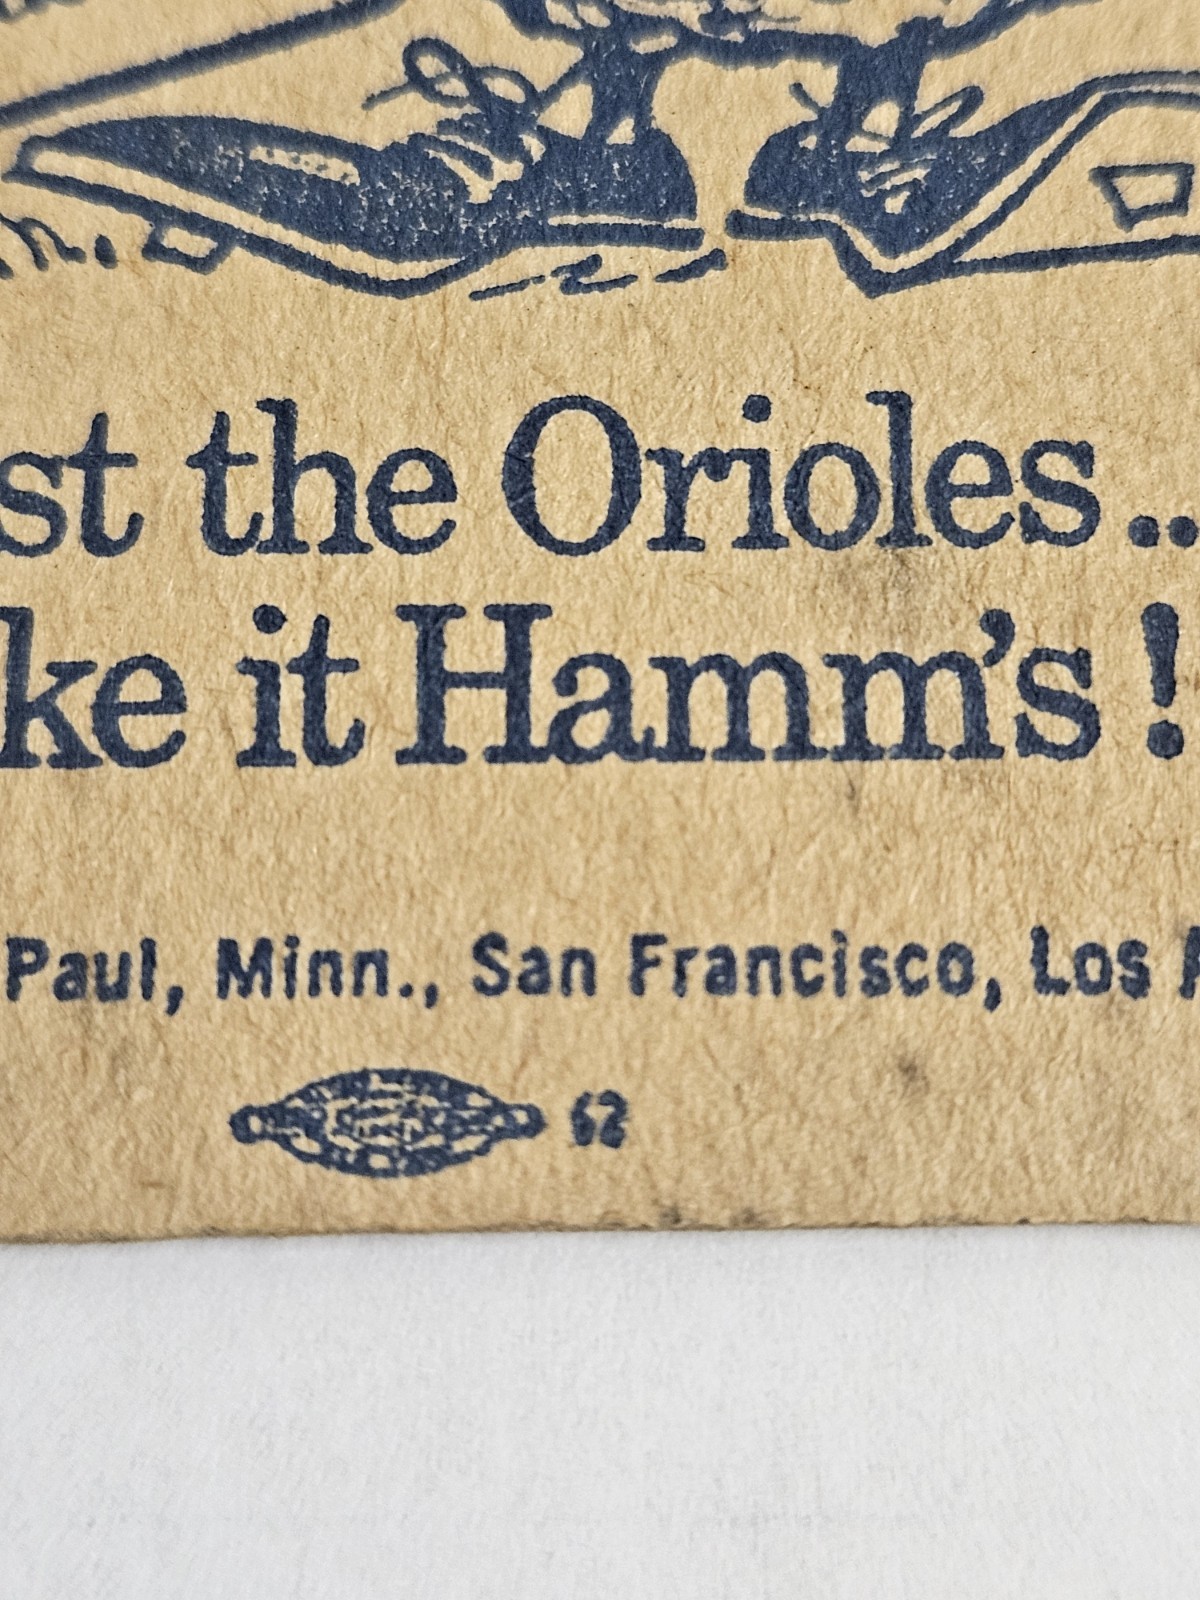 st the Orioles..
ke it Hamm's!
Paul, Minn., San Francisco, Los A
62